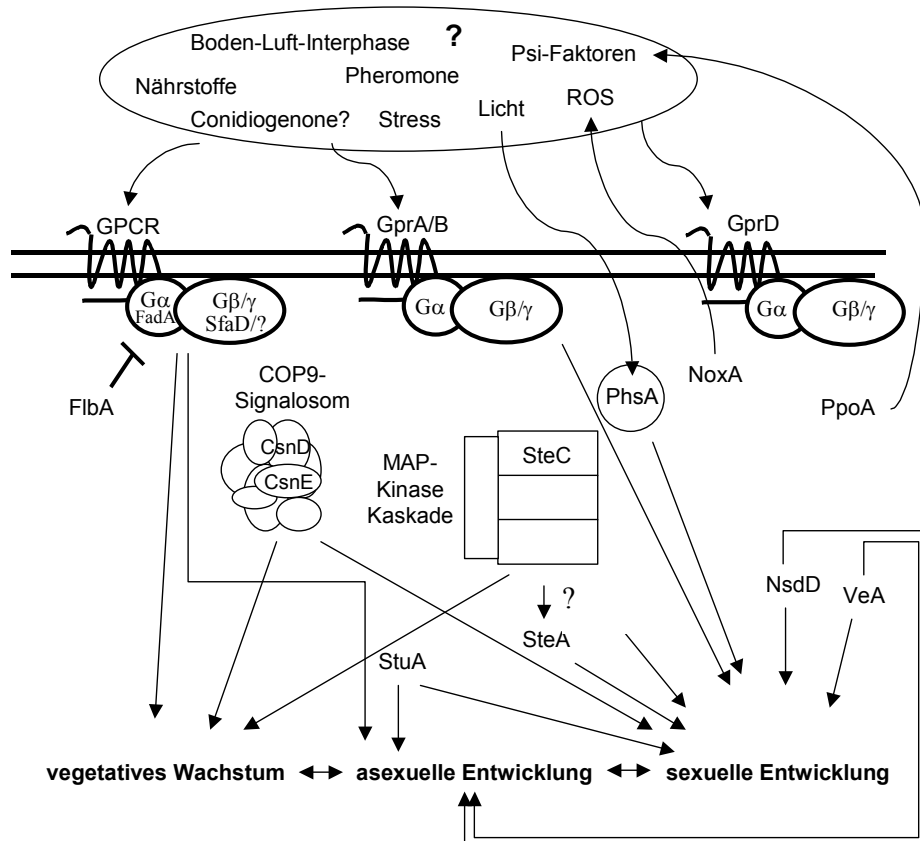 Boden-Luft-Interphase
?
Psi-Faktoren
Nährstoffe
Pheromone
Conidiogenone?
Stress
Licht
ROS
GPCR
GprA/B
GprD
Gα
FadA
Gβ/γ
SfaD/?
Gα
Gβ/γ
Gα
Gβ/γ
FlbA
COP9-
Signalosom
CsnD
CsnE
MAP-
Kinase
Kaskade
SteC
PhsA
NoxA
PpoA
?
SteA
StuA
NsdD
VeA
vegetatives Wachstum
asexuelle Entwicklung
sexuelle Entwicklung